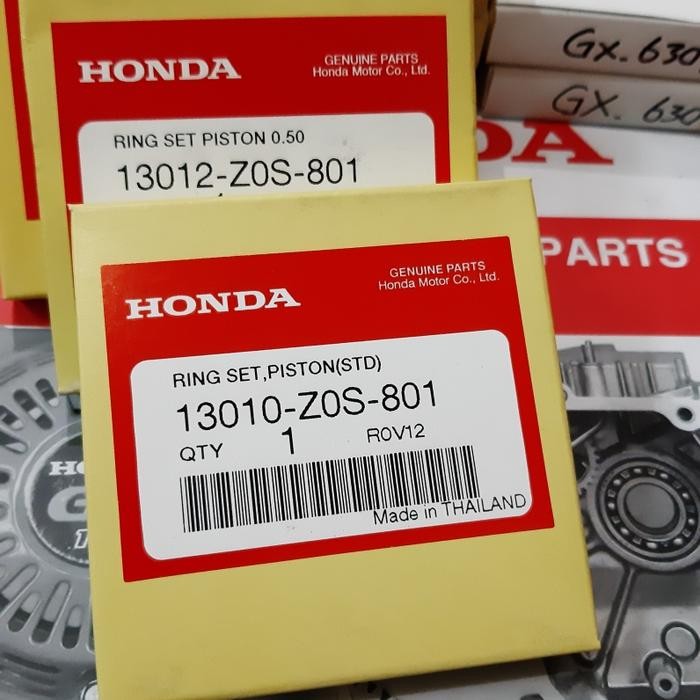 GX. 630
GX. 630
HONDA
GENUINE PARTS
Honda Motor Co., Ltd.
RING SET PISTON 0.50
13012-Z0S-801
DA
PARTS
HONDA
GENUINE PARTS
Honda Motor Co., Ltd.
RING SET,PISTON(STD)
13010-Z0S-801
QTY 1 R0V12
Made in THAILAND
HO
G